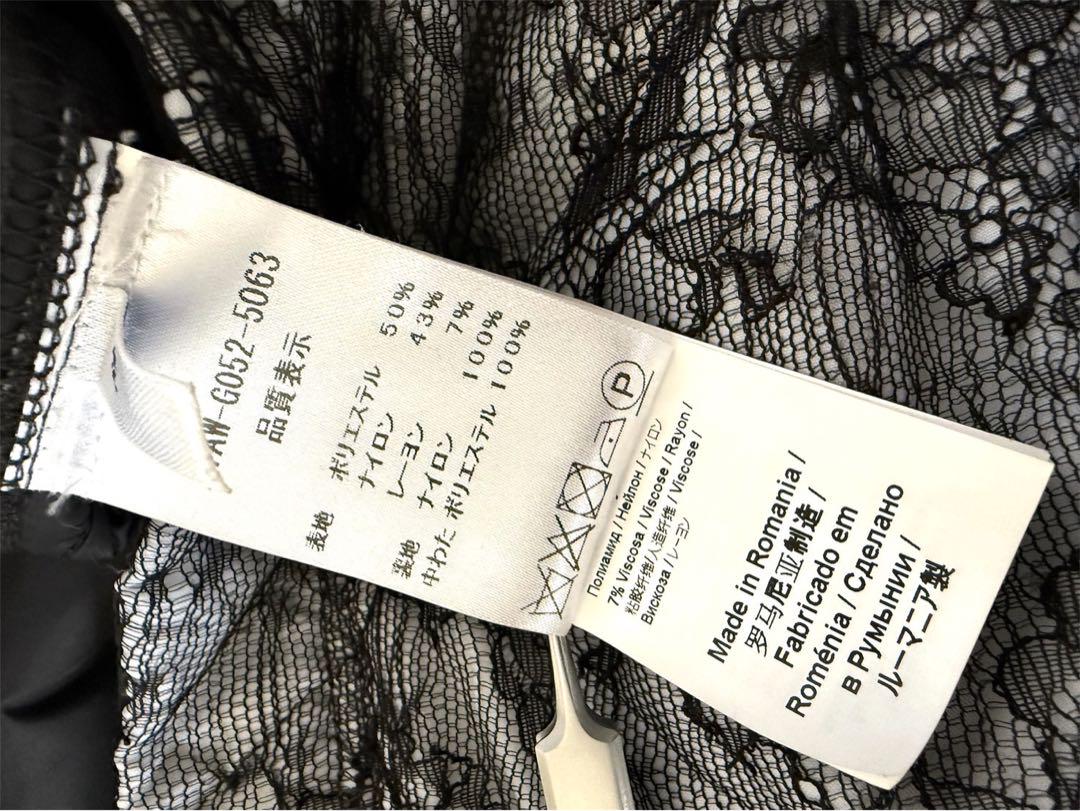 AW-G052-5063
品質表示
表地 ポリエステル 50%
ナイロン 43%
レーヨン 7%
裏地 ナイロン 100%
中わた ポリエステル 100%
P
Полиамид / Нейлон / ナイロン
7% Viscosa / Viscose / Rayon /
粘胶纤维/人造纤维 / Viscose /
Вискоза / レーヨン
Made in Romania /
罗马尼亚制造 /
Fabricado em
Roménia / Сделано
в Румынии /
ルーマニア製